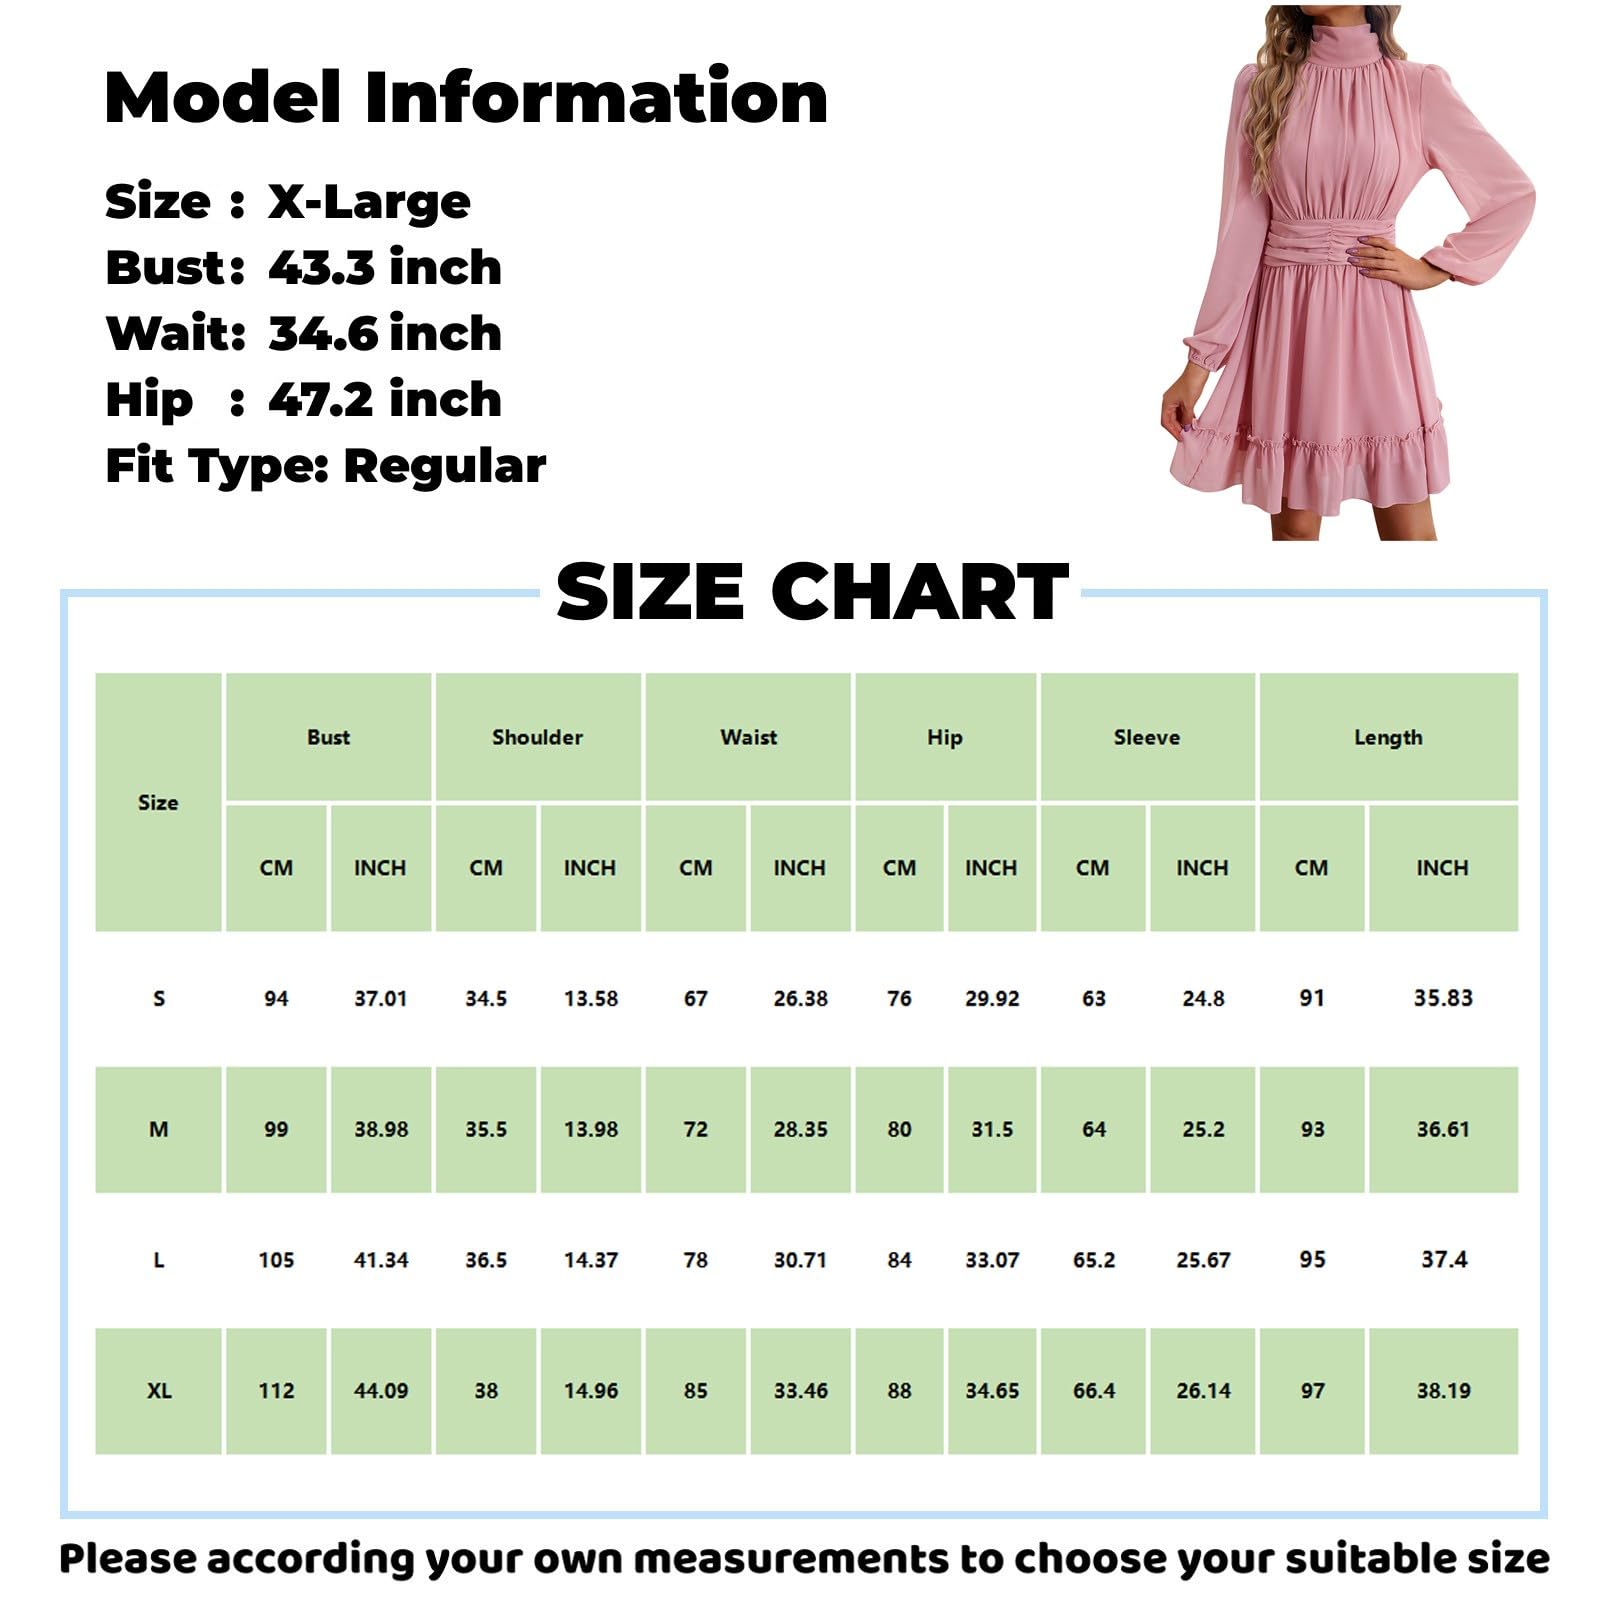 Model Information
Size : X-Large
Bust: 43.3 inch
Wait: 34.6 inch
Hip : 47.2 inch
Fit Type: Regular
SIZE CHART
Size Bust Shoulder Waist Hip Sleeve Length
CM INCH CM INCH CM INCH CM INCH CM INCH CM INCH
S 94 37.01 34.5 13.58 67 26.38 76 29.92 63 24.8 91 35.83
M 99 38.98 35.5 13.98 72 28.35 80 31.5 64 25.2 93 36.61
L 105 41.34 36.5 14.37 78 30.71 84 33.07 65.2 25.67 95 37.4
XL 112 44.09 38 14.96 85 33.46 88 34.65 66.4 26.14 97 38.19
Please according your own measurements to choose your suitable size